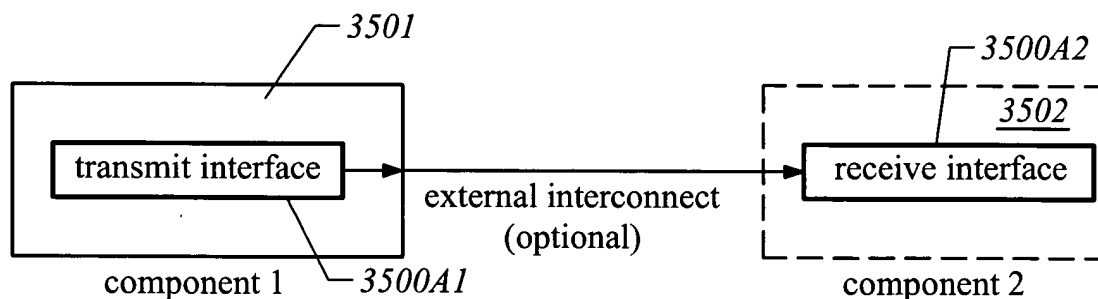 3501
3500A2
3502
transmit interface
receive interface
external interconnect
(optional)
component 1
3500A1
component 2